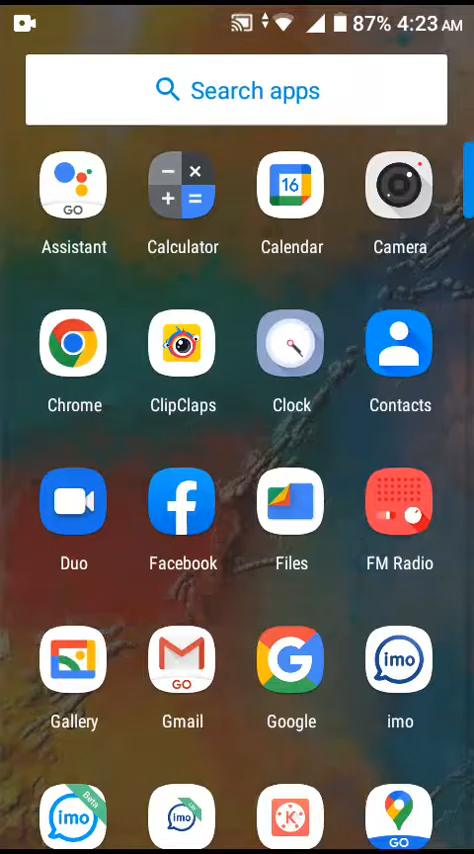 87% 4:23 AM
Search apps
GO
16
Assistant Calculator Calendar Camera
Chrome ClipClaps Clock Contacts
Duo Facebook Files FM Radio
imo
GO
Gallery Gmail Google imo
Beta
imo imo K
GO